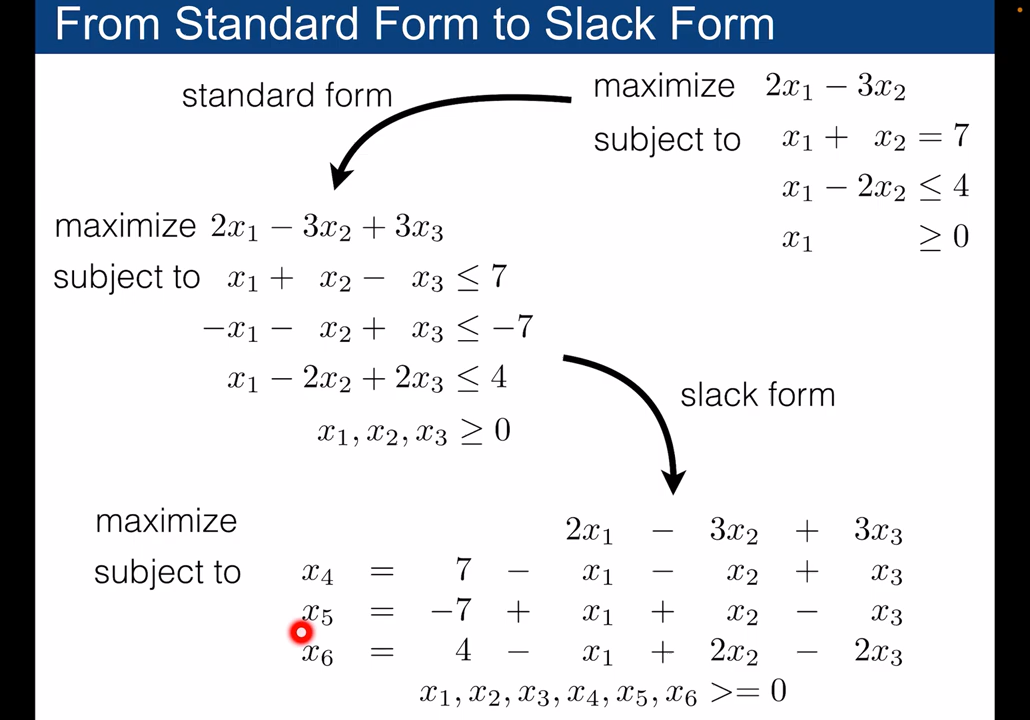 From Standard Form to Slack Form
standard form
maximize 2x₁ − 3x₂
subject to x₁ + x₂ = 7
x₁ − 2x₂ ≤ 4
x₁ ≥ 0
maximize 2x₁ − 3x₂ + 3x₃
subject to x₁ + x₂ − x₃ ≤ 7
−x₁ − x₂ + x₃ ≤ −7
x₁ − 2x₂ + 2x₃ ≤ 4
x₁, x₂, x₃ ≥ 0
slack form
maximize 2x₁ − 3x₂ + 3x₃
subject to x₄ = 7 − x₁ − x₂ + x₃
x₅ = −7 + x₁ + x₂ − x₃
x₆ = 4 − x₁ + 2x₂ − 2x₃
x₁, x₂, x₃, x₄, x₅, x₆ >= 0